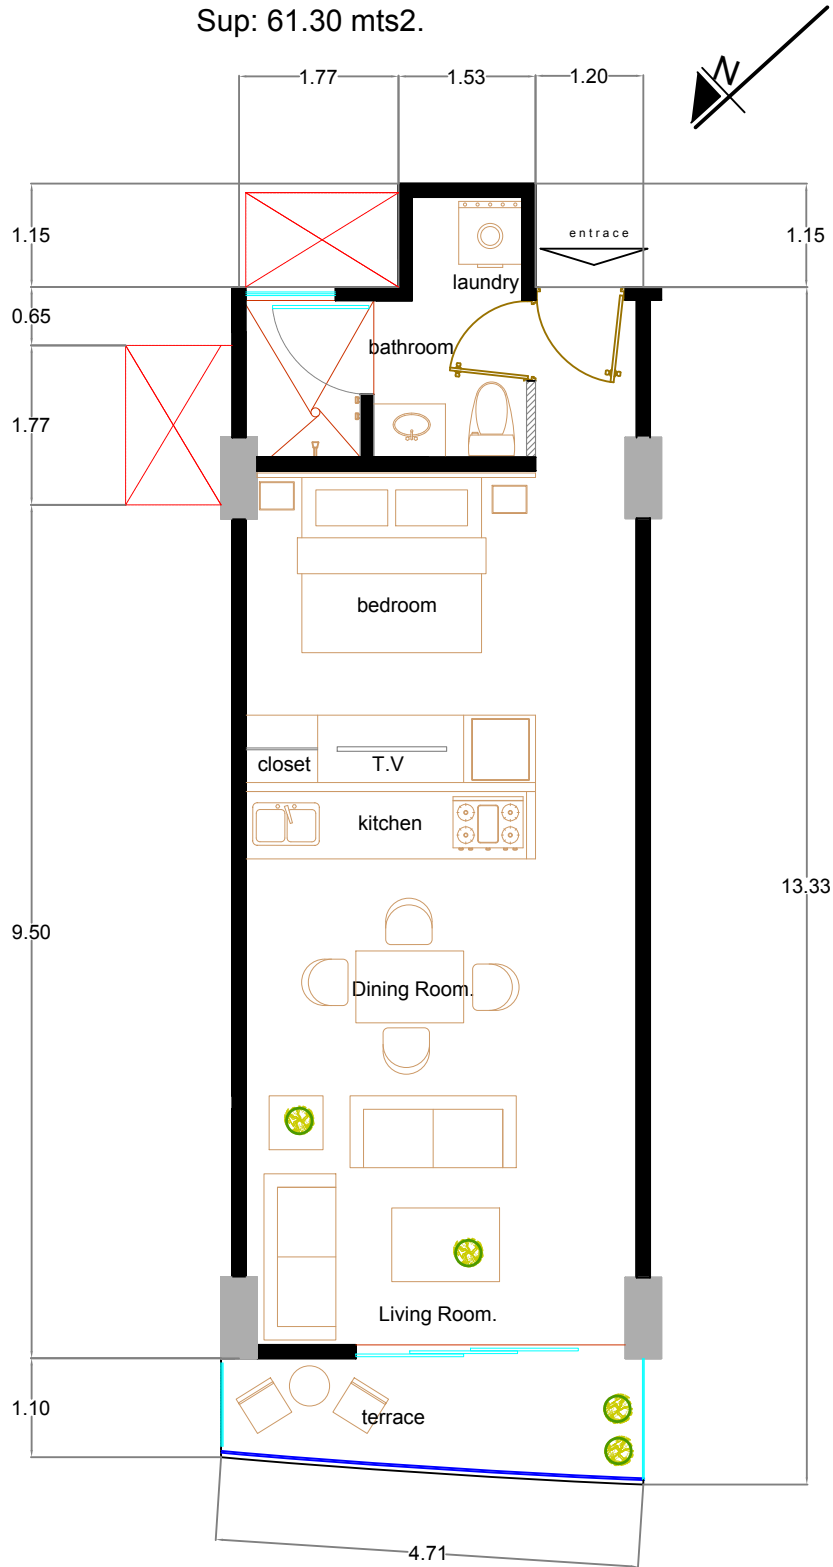 Sup: 61.30 mts2.
N
1.77
1.53
1.20
1.15
1.15
entrace
laundry
0.65
bathroom
1.77
bedroom
closet
T.V
kitchen
13.33
9.50
Dining Room.
Living Room.
1.10
terrace
4.71